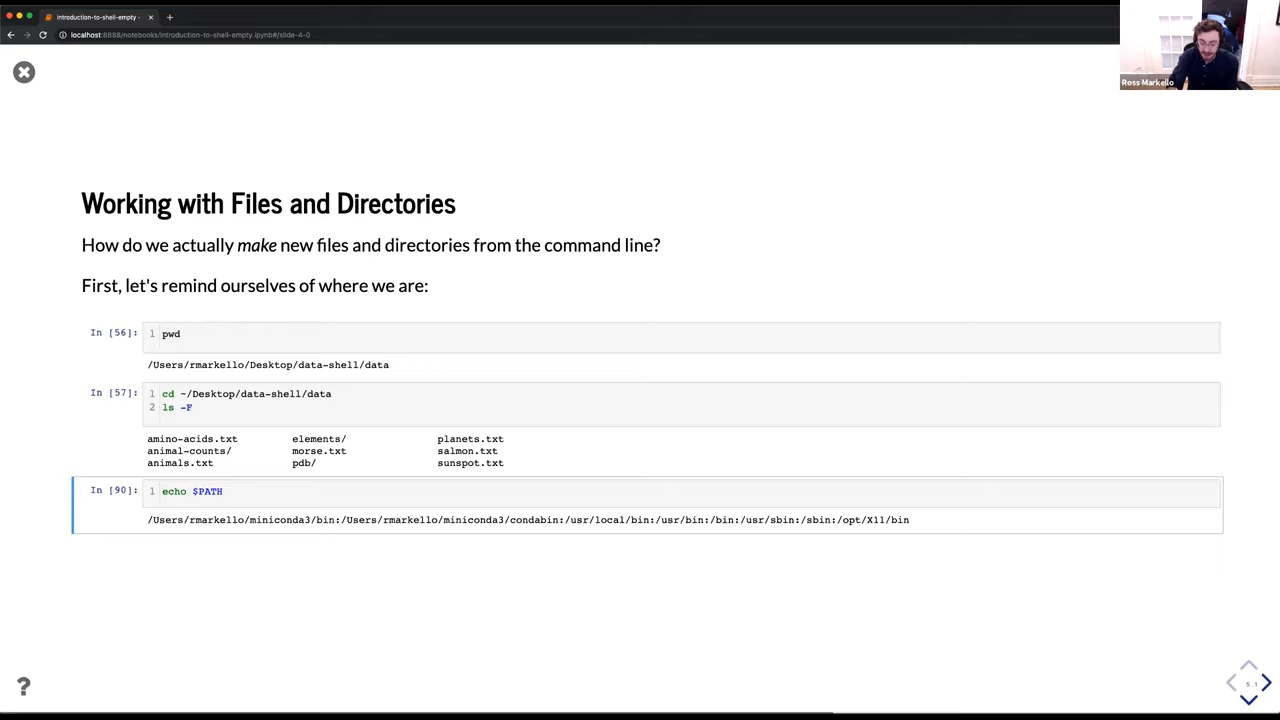 introduction-to-shell-empty -
localhost:8888/notebooks/introduction-to-shell-empty.ipynb#/slide-4-0
Ross Markello
Working with Files and Directories
How do we actually make new files and directories from the command line?
First, let's remind ourselves of where we are:
In [56]: 1 pwd
/Users/rmarkello/Desktop/data-shell/data
In [57]: 1 cd ~/Desktop/data-shell/data
2 ls -F
amino-acids.txt elements/ planets.txt
animal-counts/ morse.txt salmon.txt
animals.txt pdb/ sunspot.txt
In [90]: 1 echo $PATH
/Users/rmarkello/miniconda3/bin:/Users/rmarkello/miniconda3/condabin:/usr/local/bin:/usr/bin:/bin:/usr/sbin:/sbin:/opt/X11/bin
?
5.1